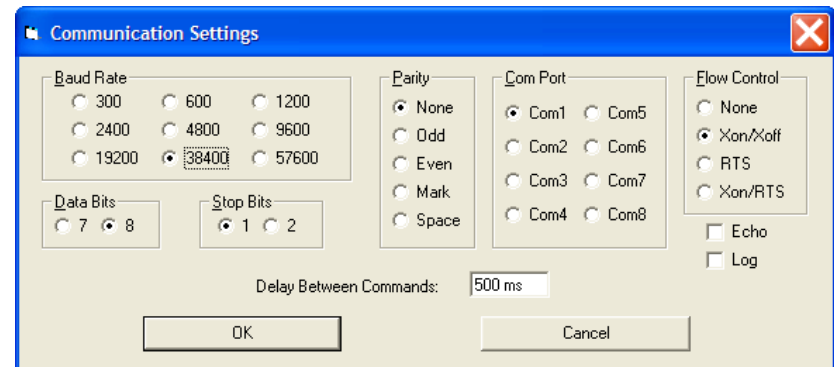 Communication Settings
Baud Rate
300 600 1200
2400 4800 9600
19200 38400 57600
Data Bits
7 8
Stop Bits
1 2
Parity
None
Odd
Even
Mark
Space
Com Port
Com1 Com5
Com2 Com6
Com3 Com7
Com4 Com8
Flow Control
None
Xon/Xoff
RTS
Xon/RTS
Echo
Log
Delay Between Commands: 500 ms
OK Cancel